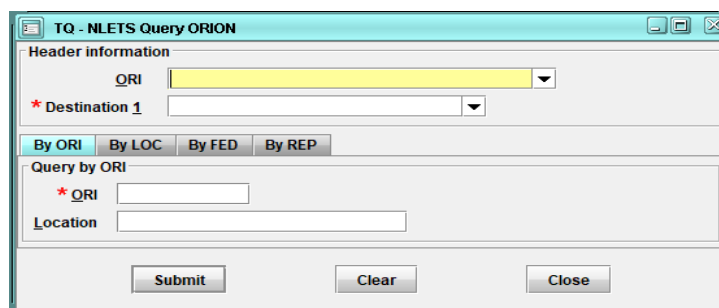 TQ - NLETS Query ORION
Header information
ORI
* Destination 1
By ORI By LOC By FED By REP
Query by ORI
* ORI
Location
Submit Clear Close